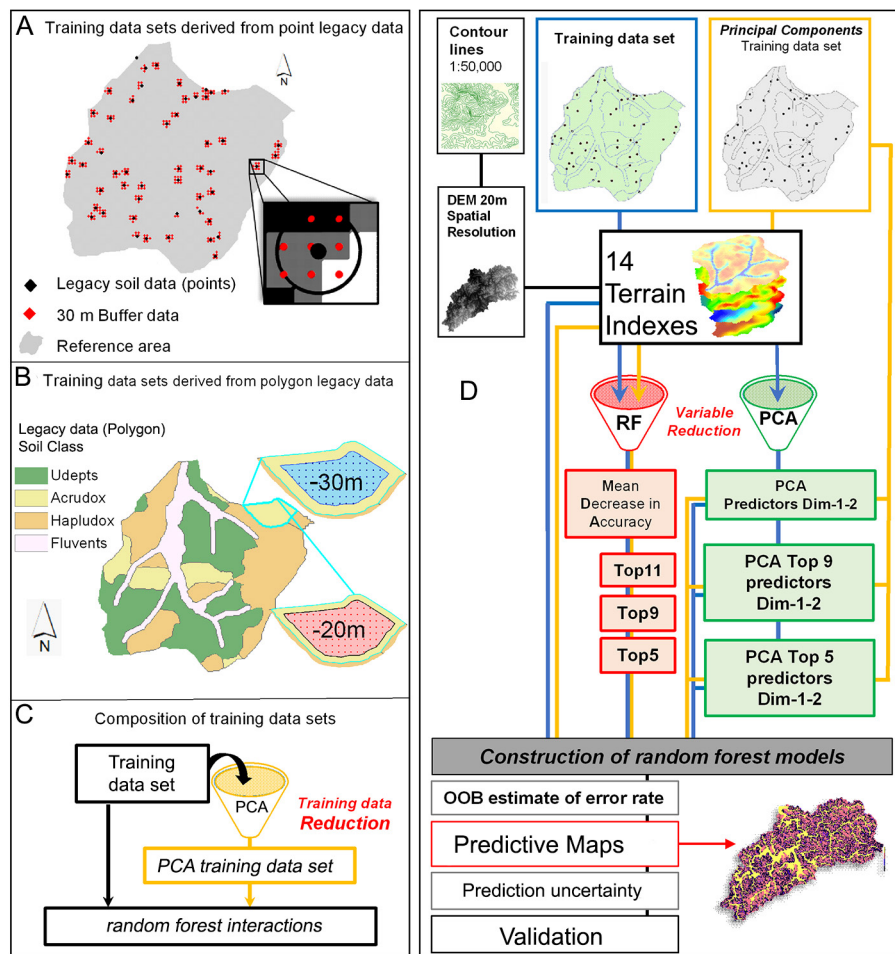 A
Training data sets derived from point legacy data
N
Legacy soil data (points)
30 m Buffer data
Reference area
B
Training data sets derived from polygon legacy data
Legacy data (Polygon)
Soil Class
Udepts
Acrudox
Hapludox
Fluvents
-30m
-20m
N
C
Composition of training data sets
Training
data set
PCA
Training data
Reduction
PCA training data set
random forest interactions
Contour
lines
1:50,000
Training data set
Principal Components
Training data set
DEM 20m
Spatial
Resolution
14
Terrain
Indexes
D
RF
Variable
Reduction
PCA
Mean
Decrease in
Accuracy
Top11
Top9
Top5
PCA
Predictors Dim-1-2
PCA Top 9
predictors
Dim-1-2
PCA Top 5
predictors
Dim-1-2
Construction of random forest models
OOB estimate of error rate
Predictive Maps
Prediction uncertainty
Validation